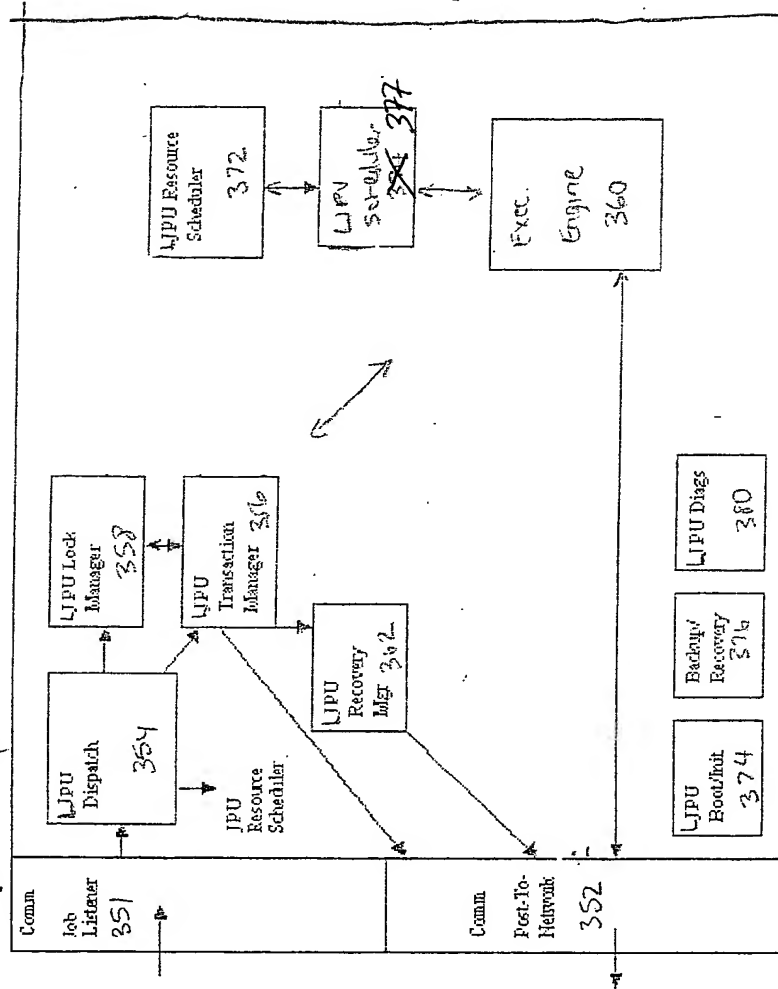 Comm
Job
Listener
351
LJPU
Dispatch
354
LJPU Lock
Manager
358
LJPU
Transaction
Manager 356
JPU
Resource
Scheduler
LJPU
Recovery
Mgr 362
LJPU Resource
Scheduler
372
LJPU
Scheduler
377
Exec.
Engine
360
Comm
Post-To-
Network
352
LJPU
Boot/Init
374
Backup/
Recovery
376
LJPU Diags
380